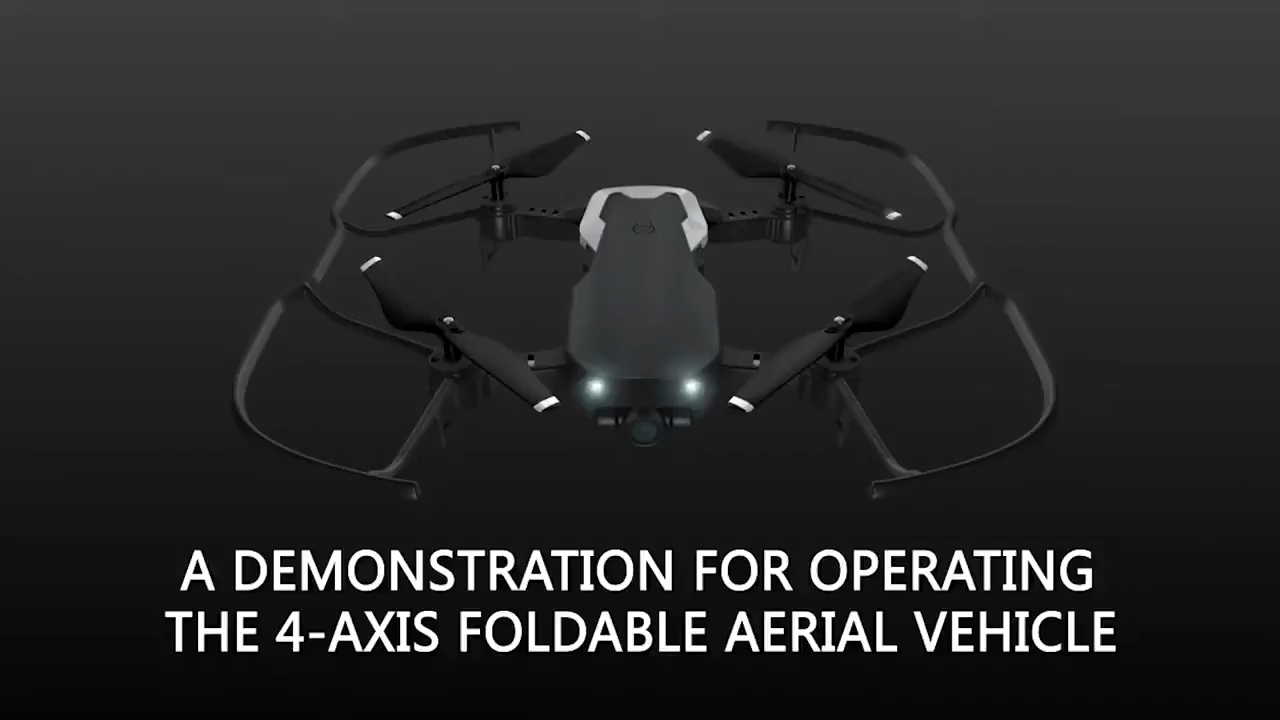 A DEMONSTRATION FOR OPERATING
THE 4-AXIS FOLDABLE AERIAL VEHICLE